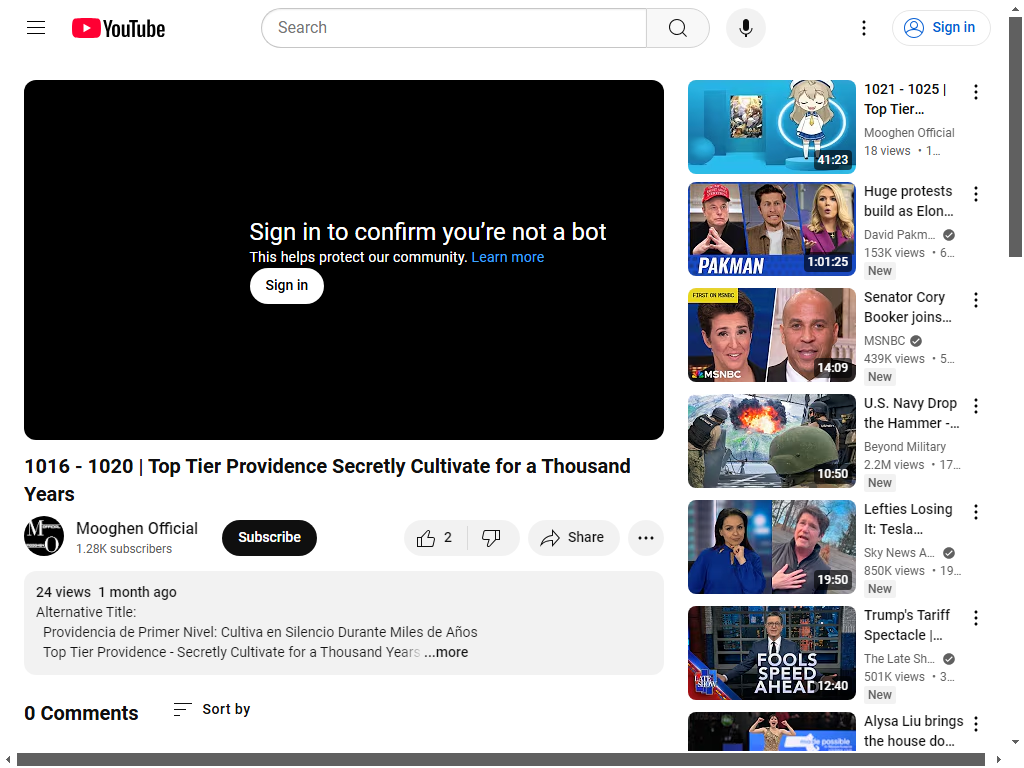 YouTube
Search
Sign in
Sign in to confirm you’re not a bot
This helps protect our community. Learn more
Sign in
1016 - 1020 | Top Tier Providence Secretly Cultivate for a Thousand
Years
Mooghen Official
1.28K subscribers
Subscribe
2
Share
24 views 1 month ago
Alternative Title:
Providencia de Primer Nivel: Cultiva en Silencio Durante Miles de Años
Top Tier Providence - Secretly Cultivate for a Thousand Years ...more
0 Comments
Sort by
41:23
1021 - 1025 |
Top Tier...
Mooghen Official
18 views • 1...
PAKMAN
1:01:25
Huge protests
build as Elon...
David Pakm...
153K views • 6...
New
FIRST ON MSNBC
MSNBC
14:09
Senator Cory
Booker joins...
MSNBC
439K views • 5...
New
10:50
U.S. Navy Drop
the Hammer -...
Beyond Military
2.2M views • 17...
New
19:50
Lefties Losing
It: Tesla...
Sky News A...
850K views • 19...
New
LATE SHOW
FOOLS
SPEED
AHEAD
12:40
Trump's Tariff
Spectacle |...
The Late Sh...
501K views • 3...
New
made possible
Alysa Liu brings
the house do...